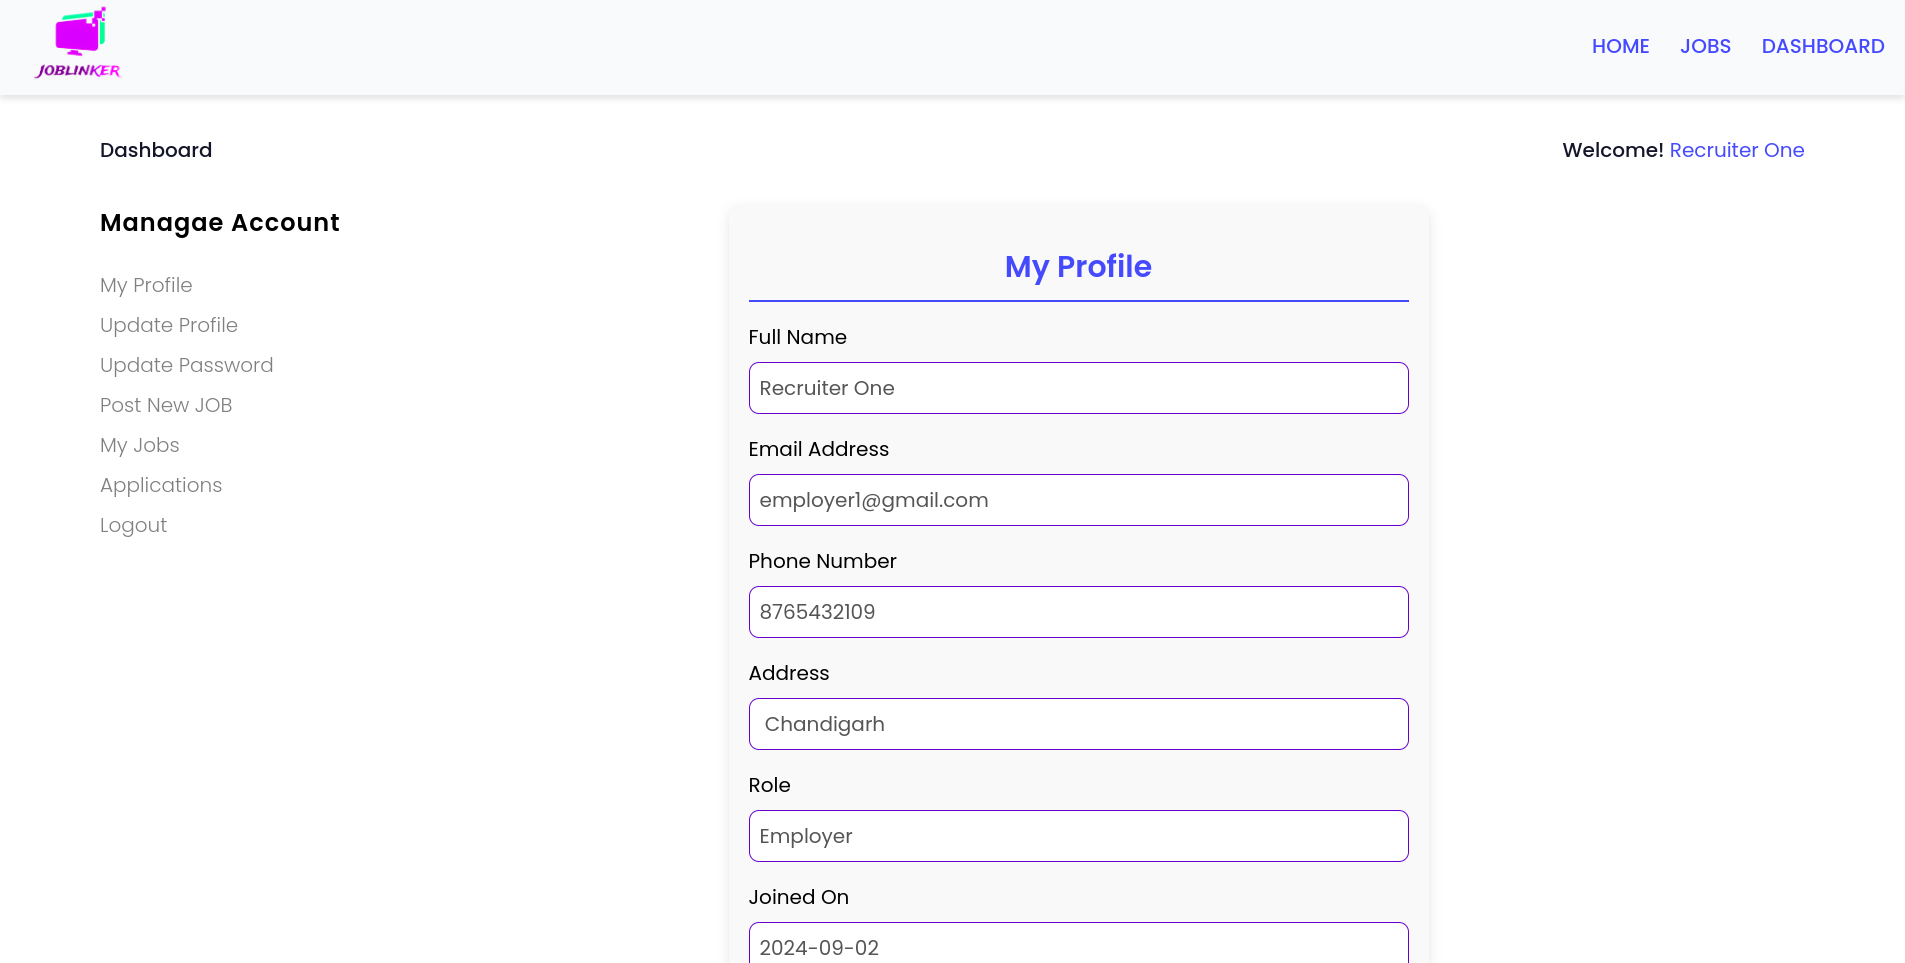 JOBLINKER
HOME JOBS DASHBOARD
Dashboard
Welcome! Recruiter One
Managae Account
My Profile
Update Profile
Update Password
Post New JOB
My Jobs
Applications
Logout
My Profile
Full Name
Recruiter One
Email Address
employer1@gmail.com
Phone Number
8765432109
Address
Chandigarh
Role
Employer
Joined On
2024-09-02